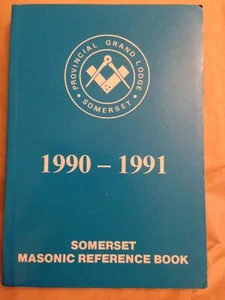 PROVINCIAL GRAND LODGE
SOMERSET
1990 – 1991
SOMERSET
MASONIC REFERENCE BOOK